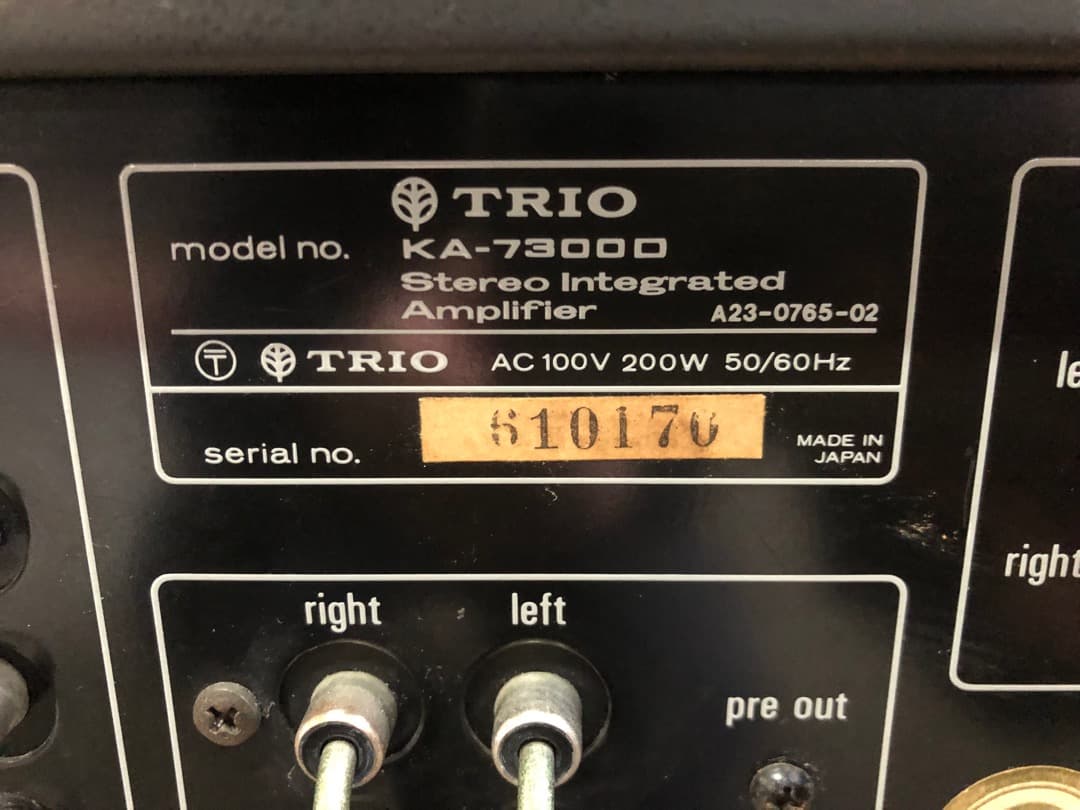 TRIO
model no. KA-7300D
Stereo Integrated
Amplifier A23-0765-02
〒 TRIO AC 100V 200W 50/60Hz
serial no. 610170
MADE IN
JAPAN
right left
pre out
right